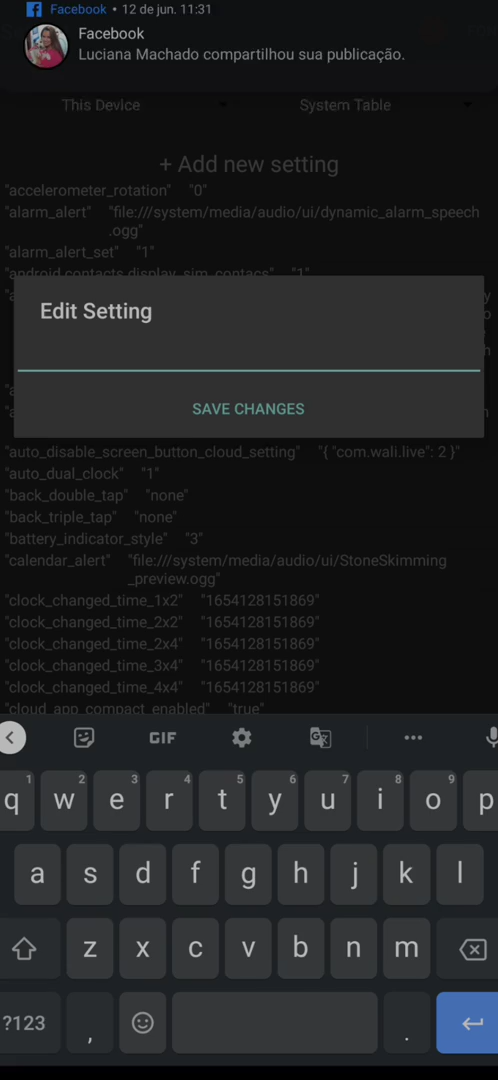 Facebook • 12 de jun. 11:31
Facebook
Luciana Machado compartilhou sua publicação.
This Device
System Table
+ Add new setting
"accelerometer_rotation" "0"
"alarm_alert" "file:///system/media/audio/ui/dynamic_alarm_speech
.ogg"
"alarm_alert_set" "1"
"android.contacts.display_sim_contacs" "1"
Edit Setting
SAVE CHANGES
"auto_disable_screen_button_cloud_setting" "{ "com.wali.live": 2 }"
"auto_dual_clock" "1"
"back_double_tap" "none"
"back_triple_tap" "none"
"battery_indicator_style" "3"
"calendar_alert" "file:///system/media/audio/ui/StoneSkimming
_preview.ogg"
"clock_changed_time_1x2" "1654128151869"
"clock_changed_time_2x2" "1654128151869"
"clock_changed_time_2x4" "1654128151869"
"clock_changed_time_3x4" "1654128151869"
"clock_changed_time_4x4" "1654128151869"
"cloud_app_compact_enabled" "true"
GIF
1 2 3 4 5 6 7 8 9
q w e r t y u i o p
a s d f g h j k l
z x c v b n m
?123 , .